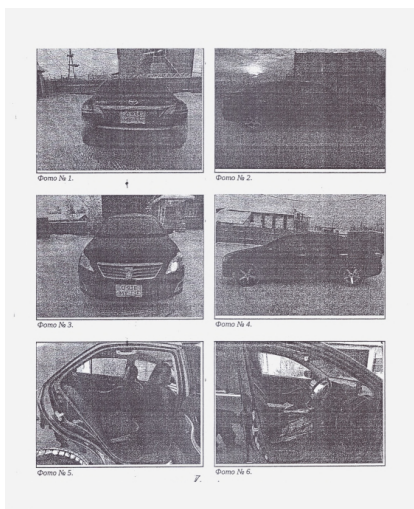 Фото № 1.
Фото № 2.
Фото № 3.
Фото № 4.
Фото № 5.
Фото № 6.
7.